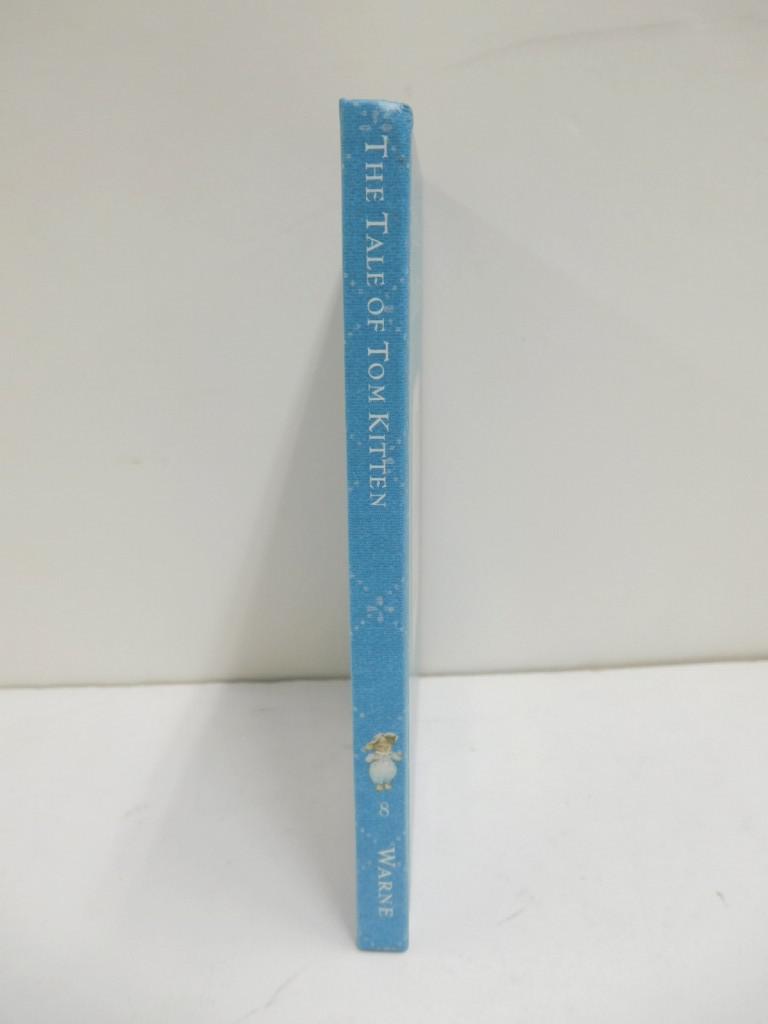 THE TALE OF TOM KITTEN
8
WARNE